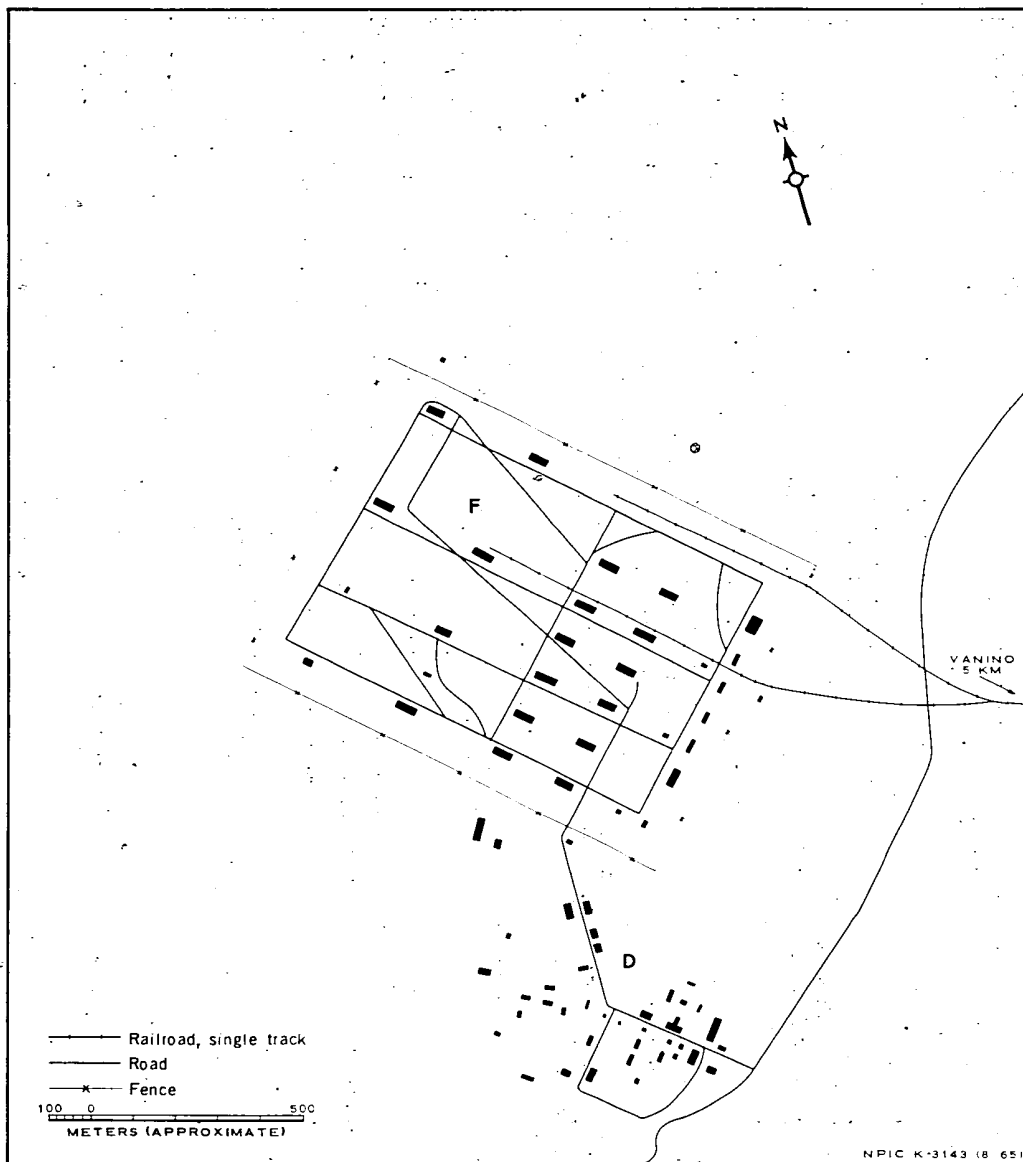 N
F
VANINO
5 KM
D
Railroad, single track
Road
Fence
100 0 500
METERS (APPROXIMATE)
NPIC K-3143 (8 65)